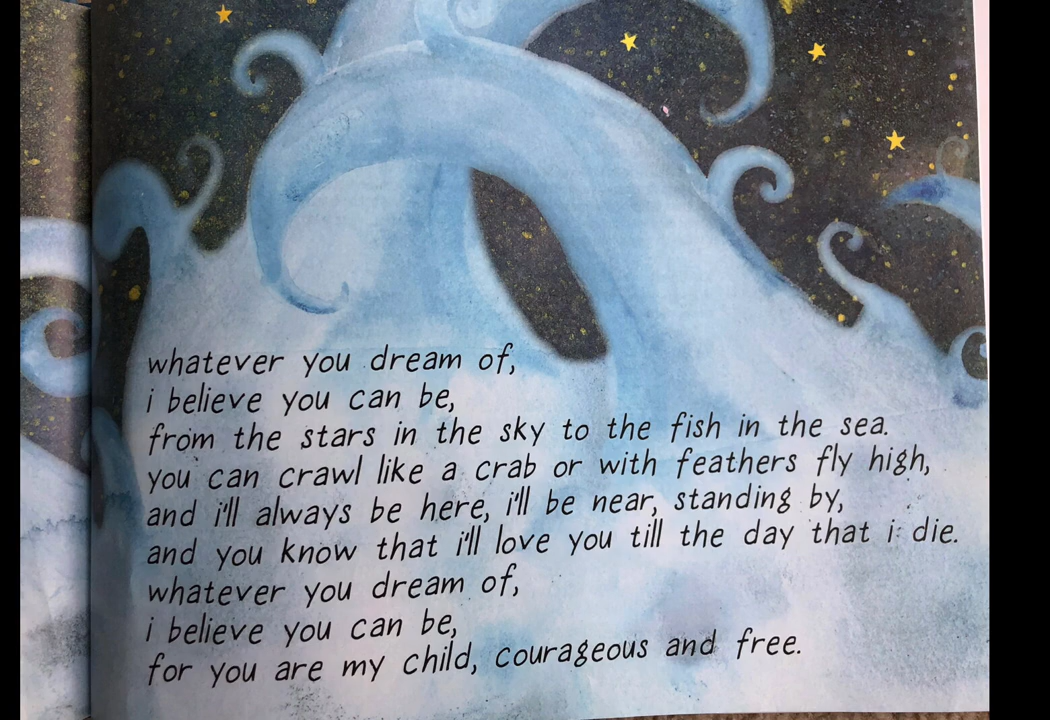 whatever you dream of,
i believe you can be,
from the stars in the sky to the fish in the sea.
you can crawl like a crab or with feathers fly high,
and i'll always be here, i'll be near, standing by,
and you know that i'll love you till the day that i die.
whatever you dream of,
i believe you can be,
for you are my child, courageous and free.